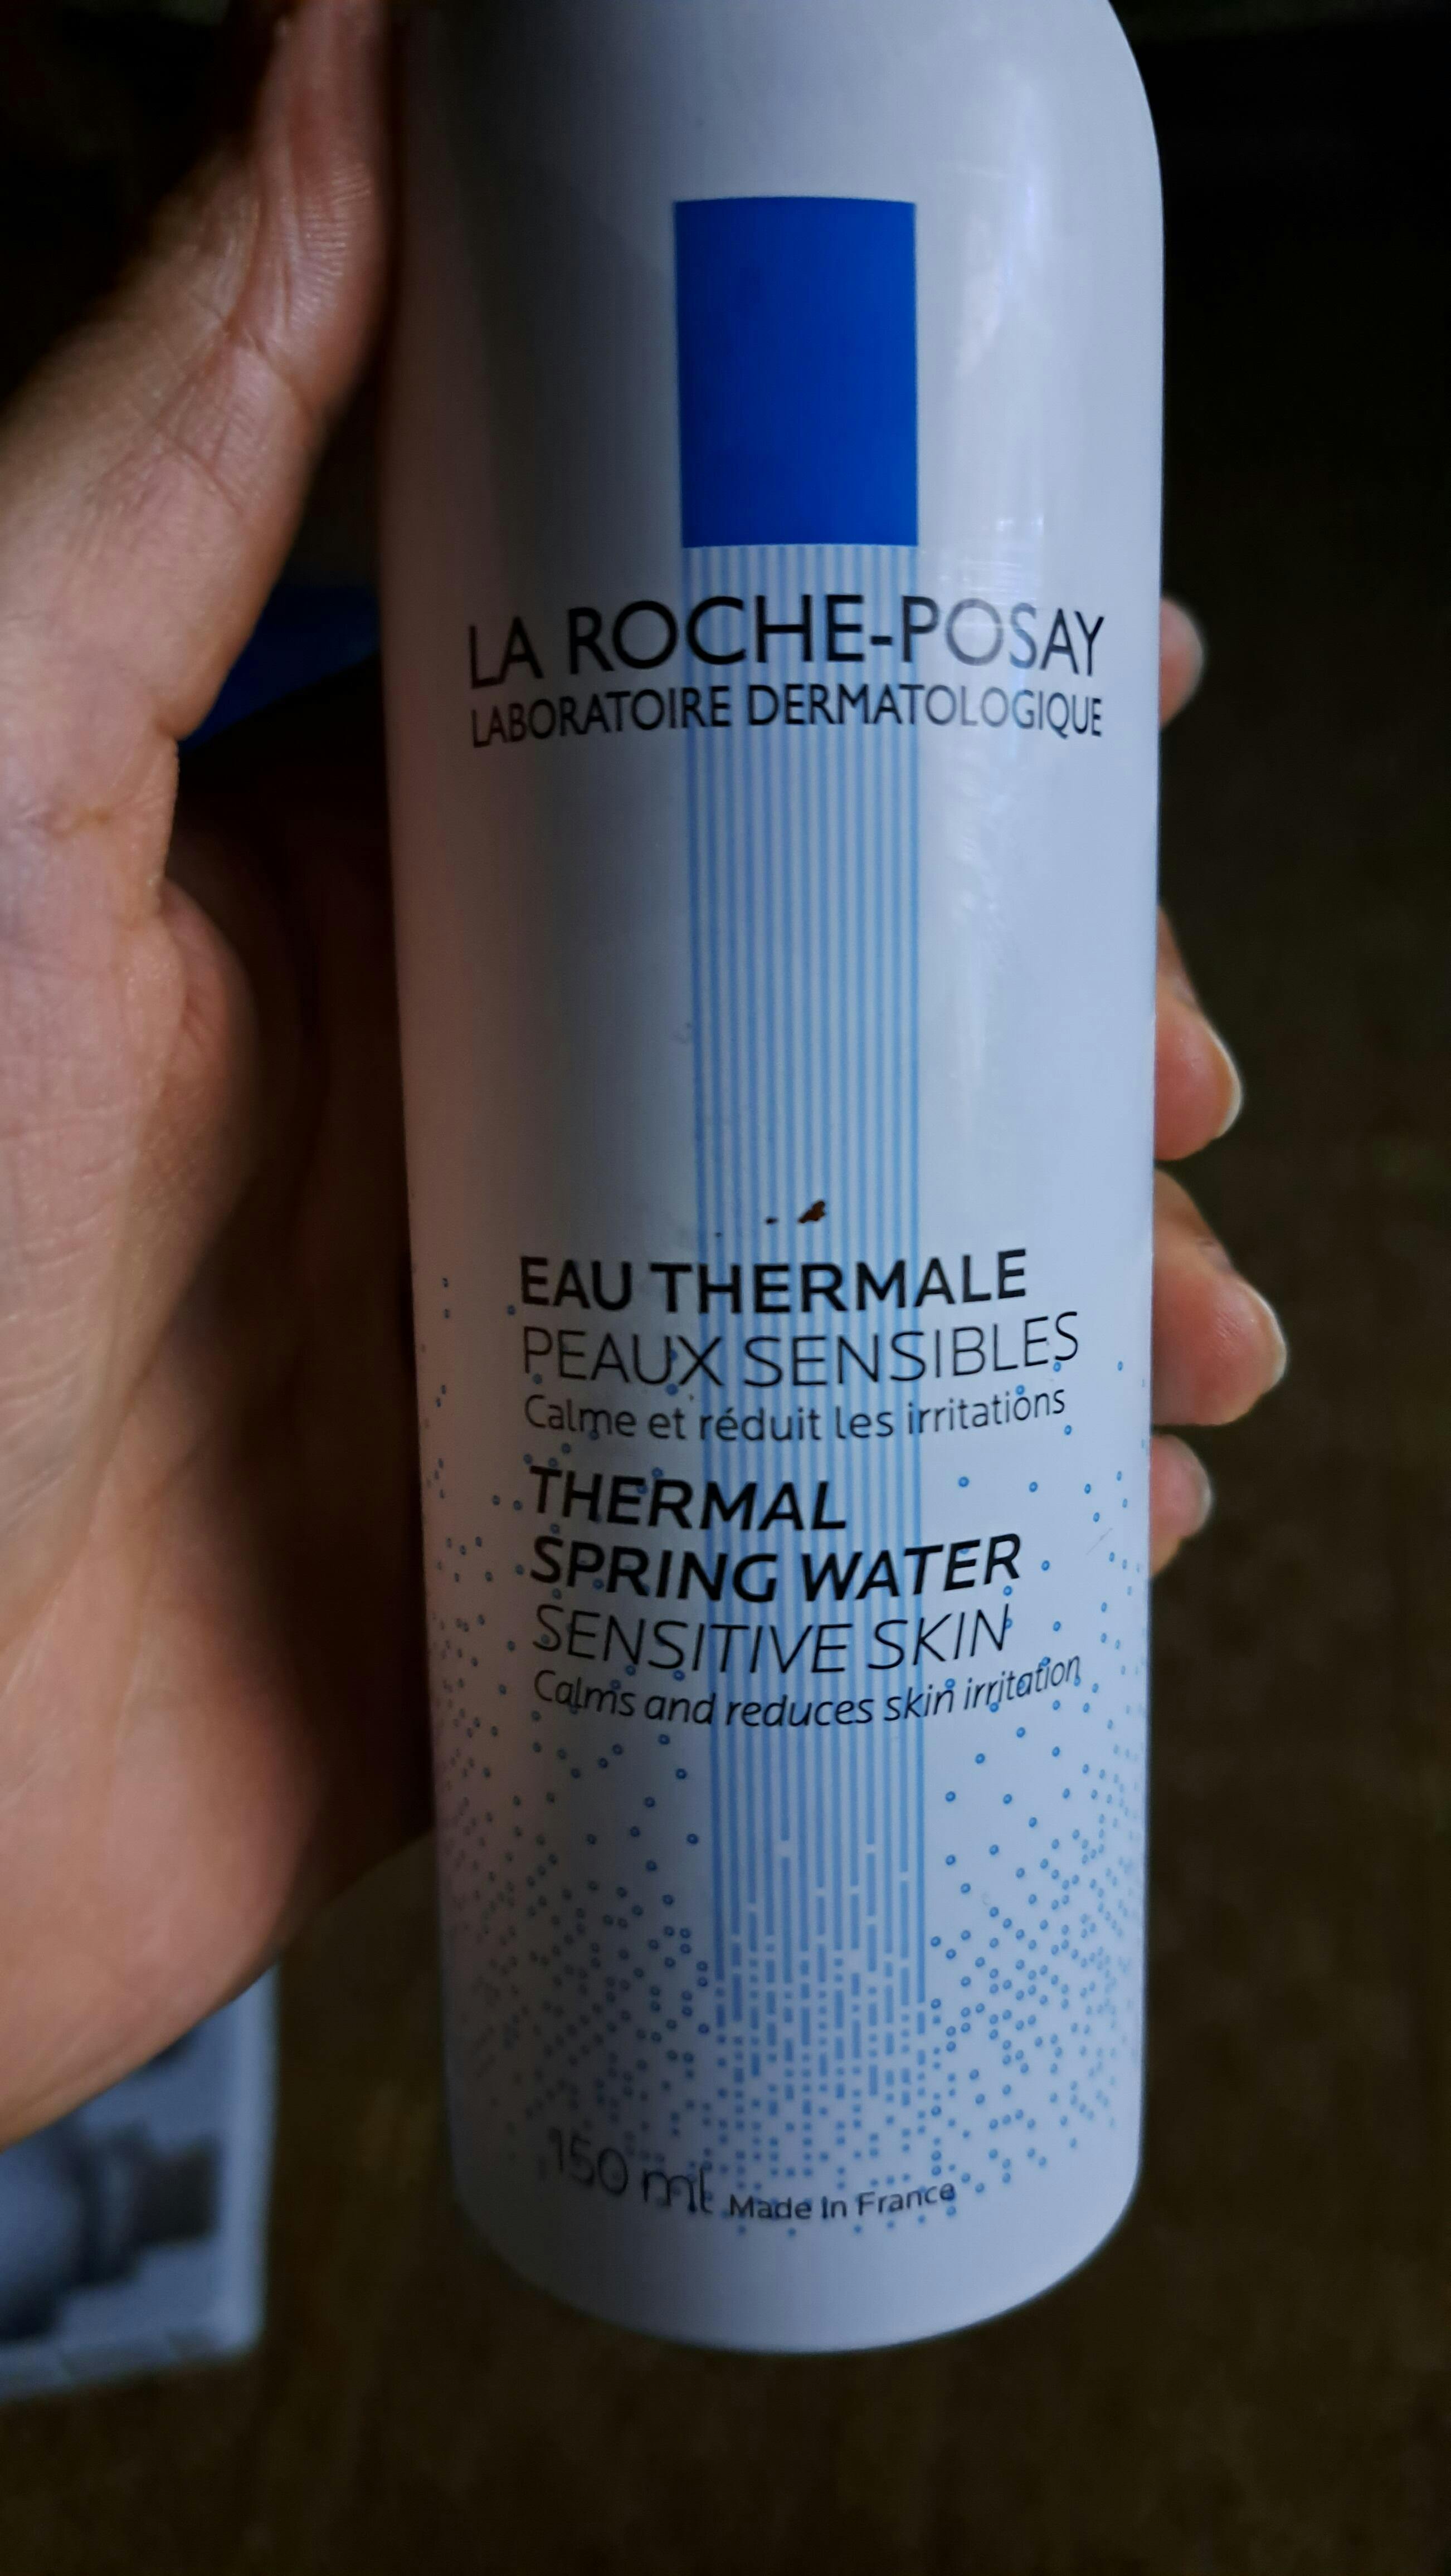 LA ROCHE-POSAY
LABORATOIRE DERMATOLOGIQUE
EAU THERMALE
PEAUX SENSIBLES
Calme et réduit les irritations
THERMAL
SPRING WATER
SENSITIVE SKIN
Calms and reduces skin irritation
150 ml Made in France